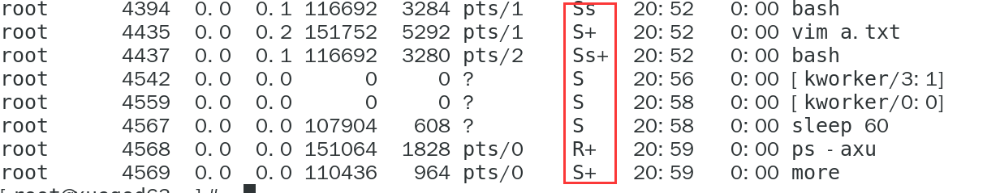 root 4394 0.0 0.1 116692 3284 pts/1 Ss 20:52 0:00 bash
root 4435 0.0 0.2 151752 5292 pts/1 S+ 20:52 0:00 vim a.txt
root 4437 0.0 0.1 116692 3280 pts/2 Ss+ 20:52 0:00 bash
root 4542 0.0 0.0 0 0 ? S 20:56 0:00 [kworker/3:1]
root 4559 0.0 0.0 0 0 ? S 20:58 0:00 [kworker/0:0]
root 4567 0.0 0.0 107904 608 ? S 20:58 0:00 sleep 60
root 4568 0.0 0.0 151064 1828 pts/0 R+ 20:59 0:00 ps -axu
root 4569 0.0 0.0 110436 964 pts/0 S+ 20:59 0:00 more